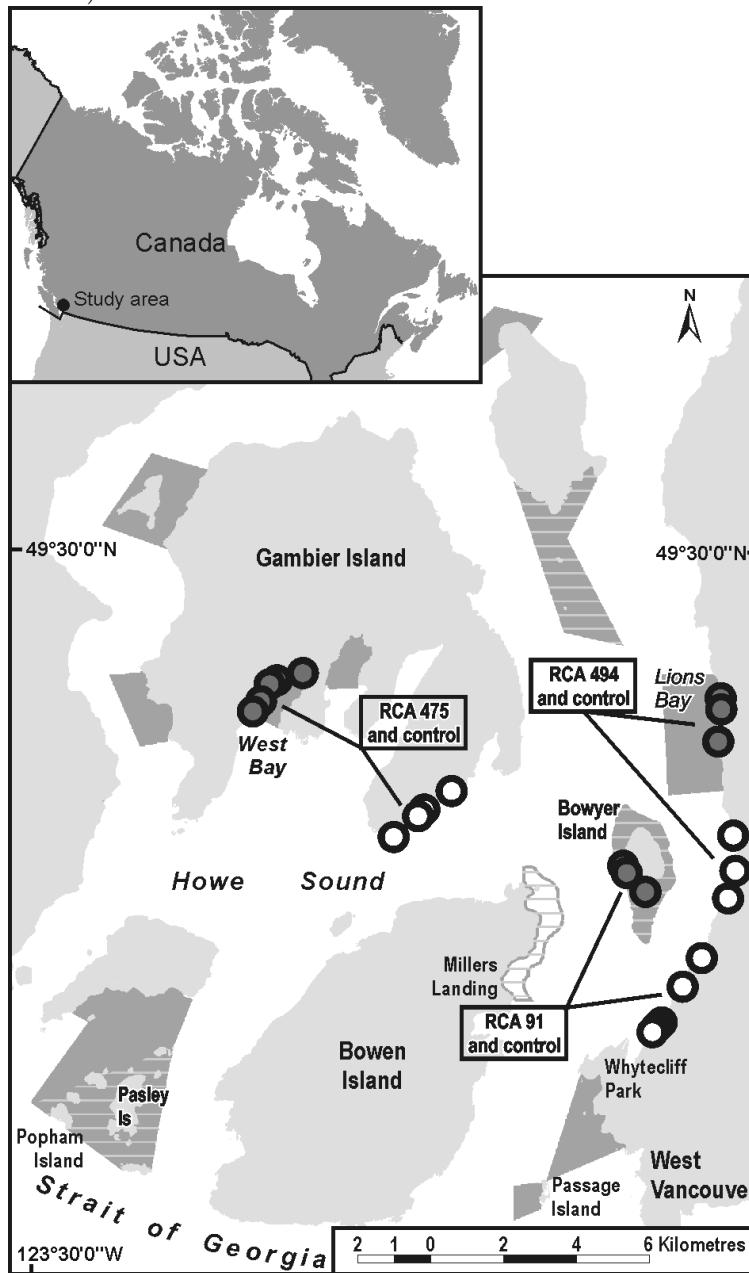 Canada
Study area
USA
N
49°30'0"N
49°30'0"N
Gambier Island
RCA 494
and control
Lions
Bay
RCA 475
and control
West
Bay
Bowyer
Island
Howe Sound
Millers
Landing
RCA 91
and control
Bowen
Island
Whytecliff
Park
Pasley
Is
Popham
Island
West
Vancouve
Passage
Island
Strait of Georgia
2 1 0 2 4 6 Kilometres
123°30'0"W